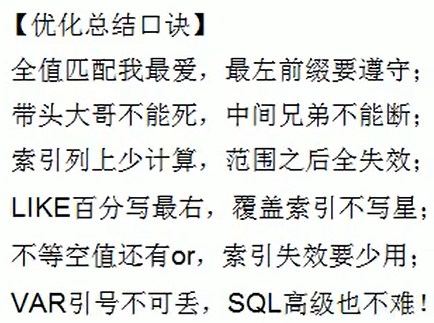 【优化总结口诀】
全值匹配我最爱，最左前缀要遵守；
带头大哥不能死，中间兄弟不能断；
索引列上少计算，范围之后全失效；
LIKE百分写最右，覆盖索引不写星；
不等空值还有or，索引失效要少用；
VAR引号不可丢，SQL高级也不难！